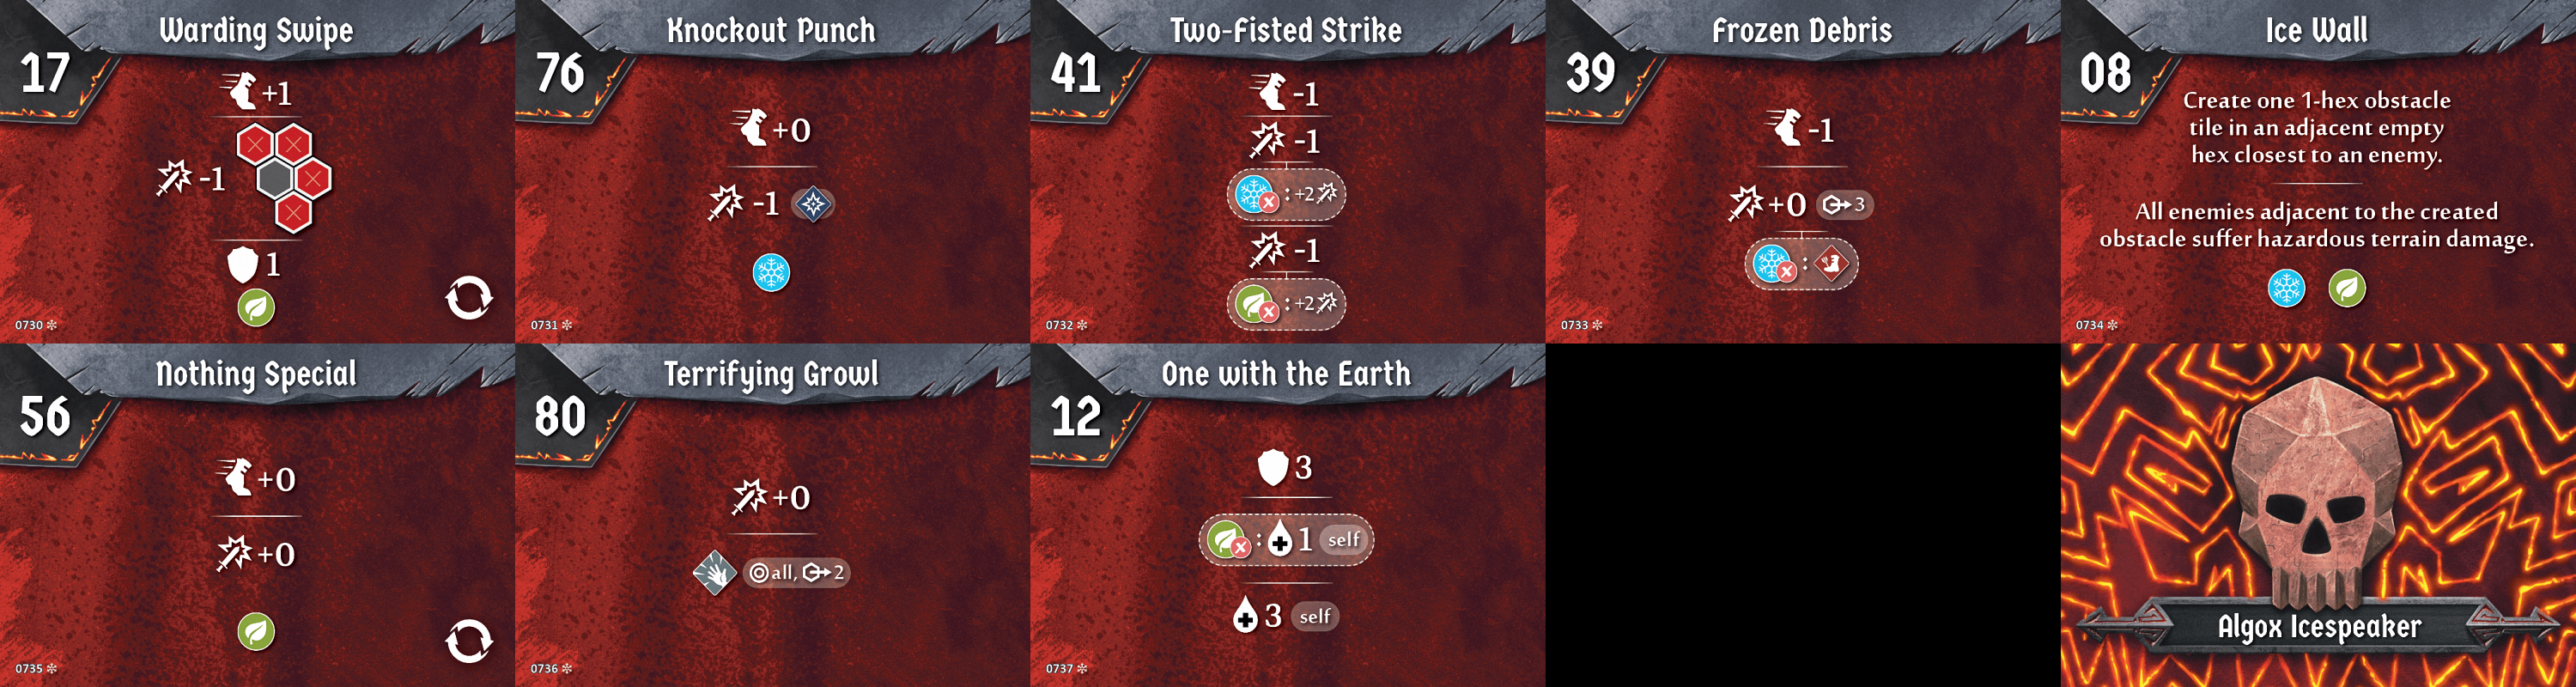 Warding Swipe
17
+1
-1
1
0730
Knockout Punch
76
+0
-1
0731
Two-Fisted Strike
41
-1
-1
: +2
-1
: +2
0732
Frozen Debris
39
-1
+0 3
:
0733
Ice Wall
08
Create one 1-hex obstacle
tile in an adjacent empty
hex closest to an enemy.
All enemies adjacent to the created
obstacle suffer hazardous terrain damage.
0734
Nothing Special
56
+0
+0
0735
Terrifying Growl
80
+0
all, 2
0736
One with the Earth
12
3
: 1 self
3 self
0737
Algox Icespeaker